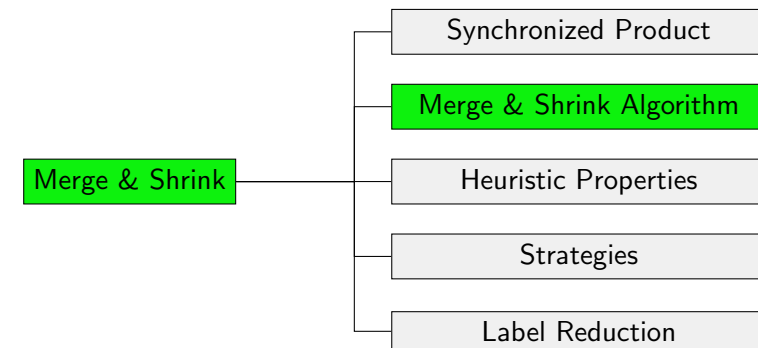 Synchronized Product
Merge & Shrink Algorithm
Merge & Shrink
Heuristic Properties
Strategies
Label Reduction